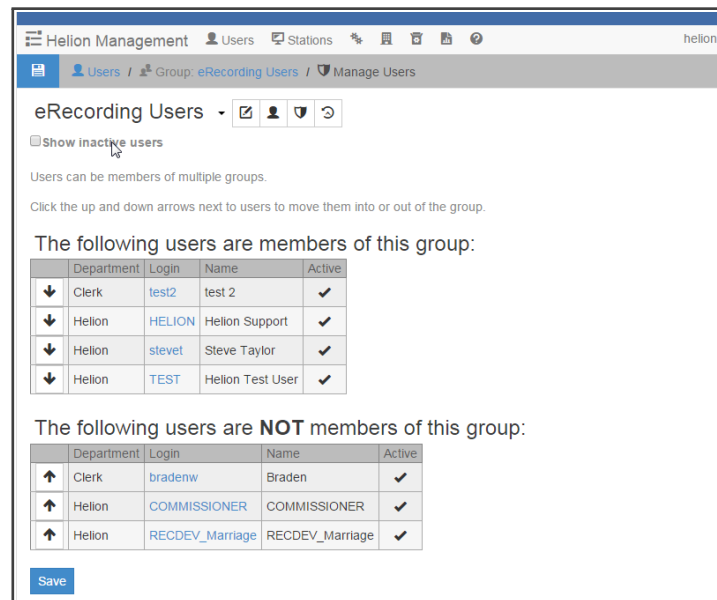 Helion Management Users Stations helion
Users / Group: eRecording Users / Manage Users
eRecording Users
Show inactive users
Users can be members of multiple groups.
Click the up and down arrows next to users to move them into or out of the group.
The following users are members of this group:
Department Login Name Active
Clerk test2 test 2
Helion HELION Helion Support
Helion stevet Steve Taylor
Helion TEST Helion Test User
The following users are NOT members of this group:
Department Login Name Active
Clerk bradenw Braden
Helion COMMISSIONER COMMISSIONER
Helion RECDEV_Marriage RECDEV_Marriage
Save